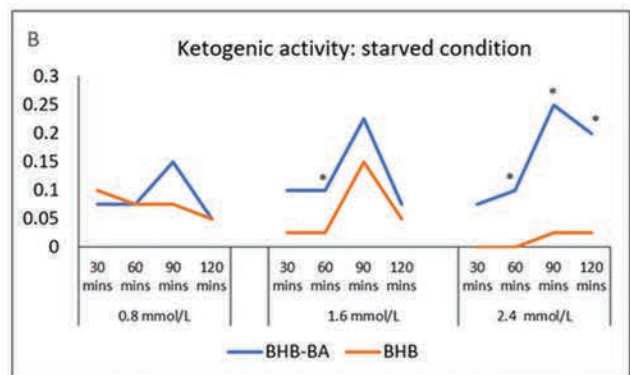 B
Ketogenic activity: starved condition
0.3
0.25
0.2
0.15
0.1
0.05
0
* * * *
30 60 90 120 30 60 90 120 30 60 90 120
mins mins mins mins mins mins mins mins mins mins mins mins
0.8 mmol/L 1.6 mmol/L 2.4 mmol/L
BHB-BA BHB